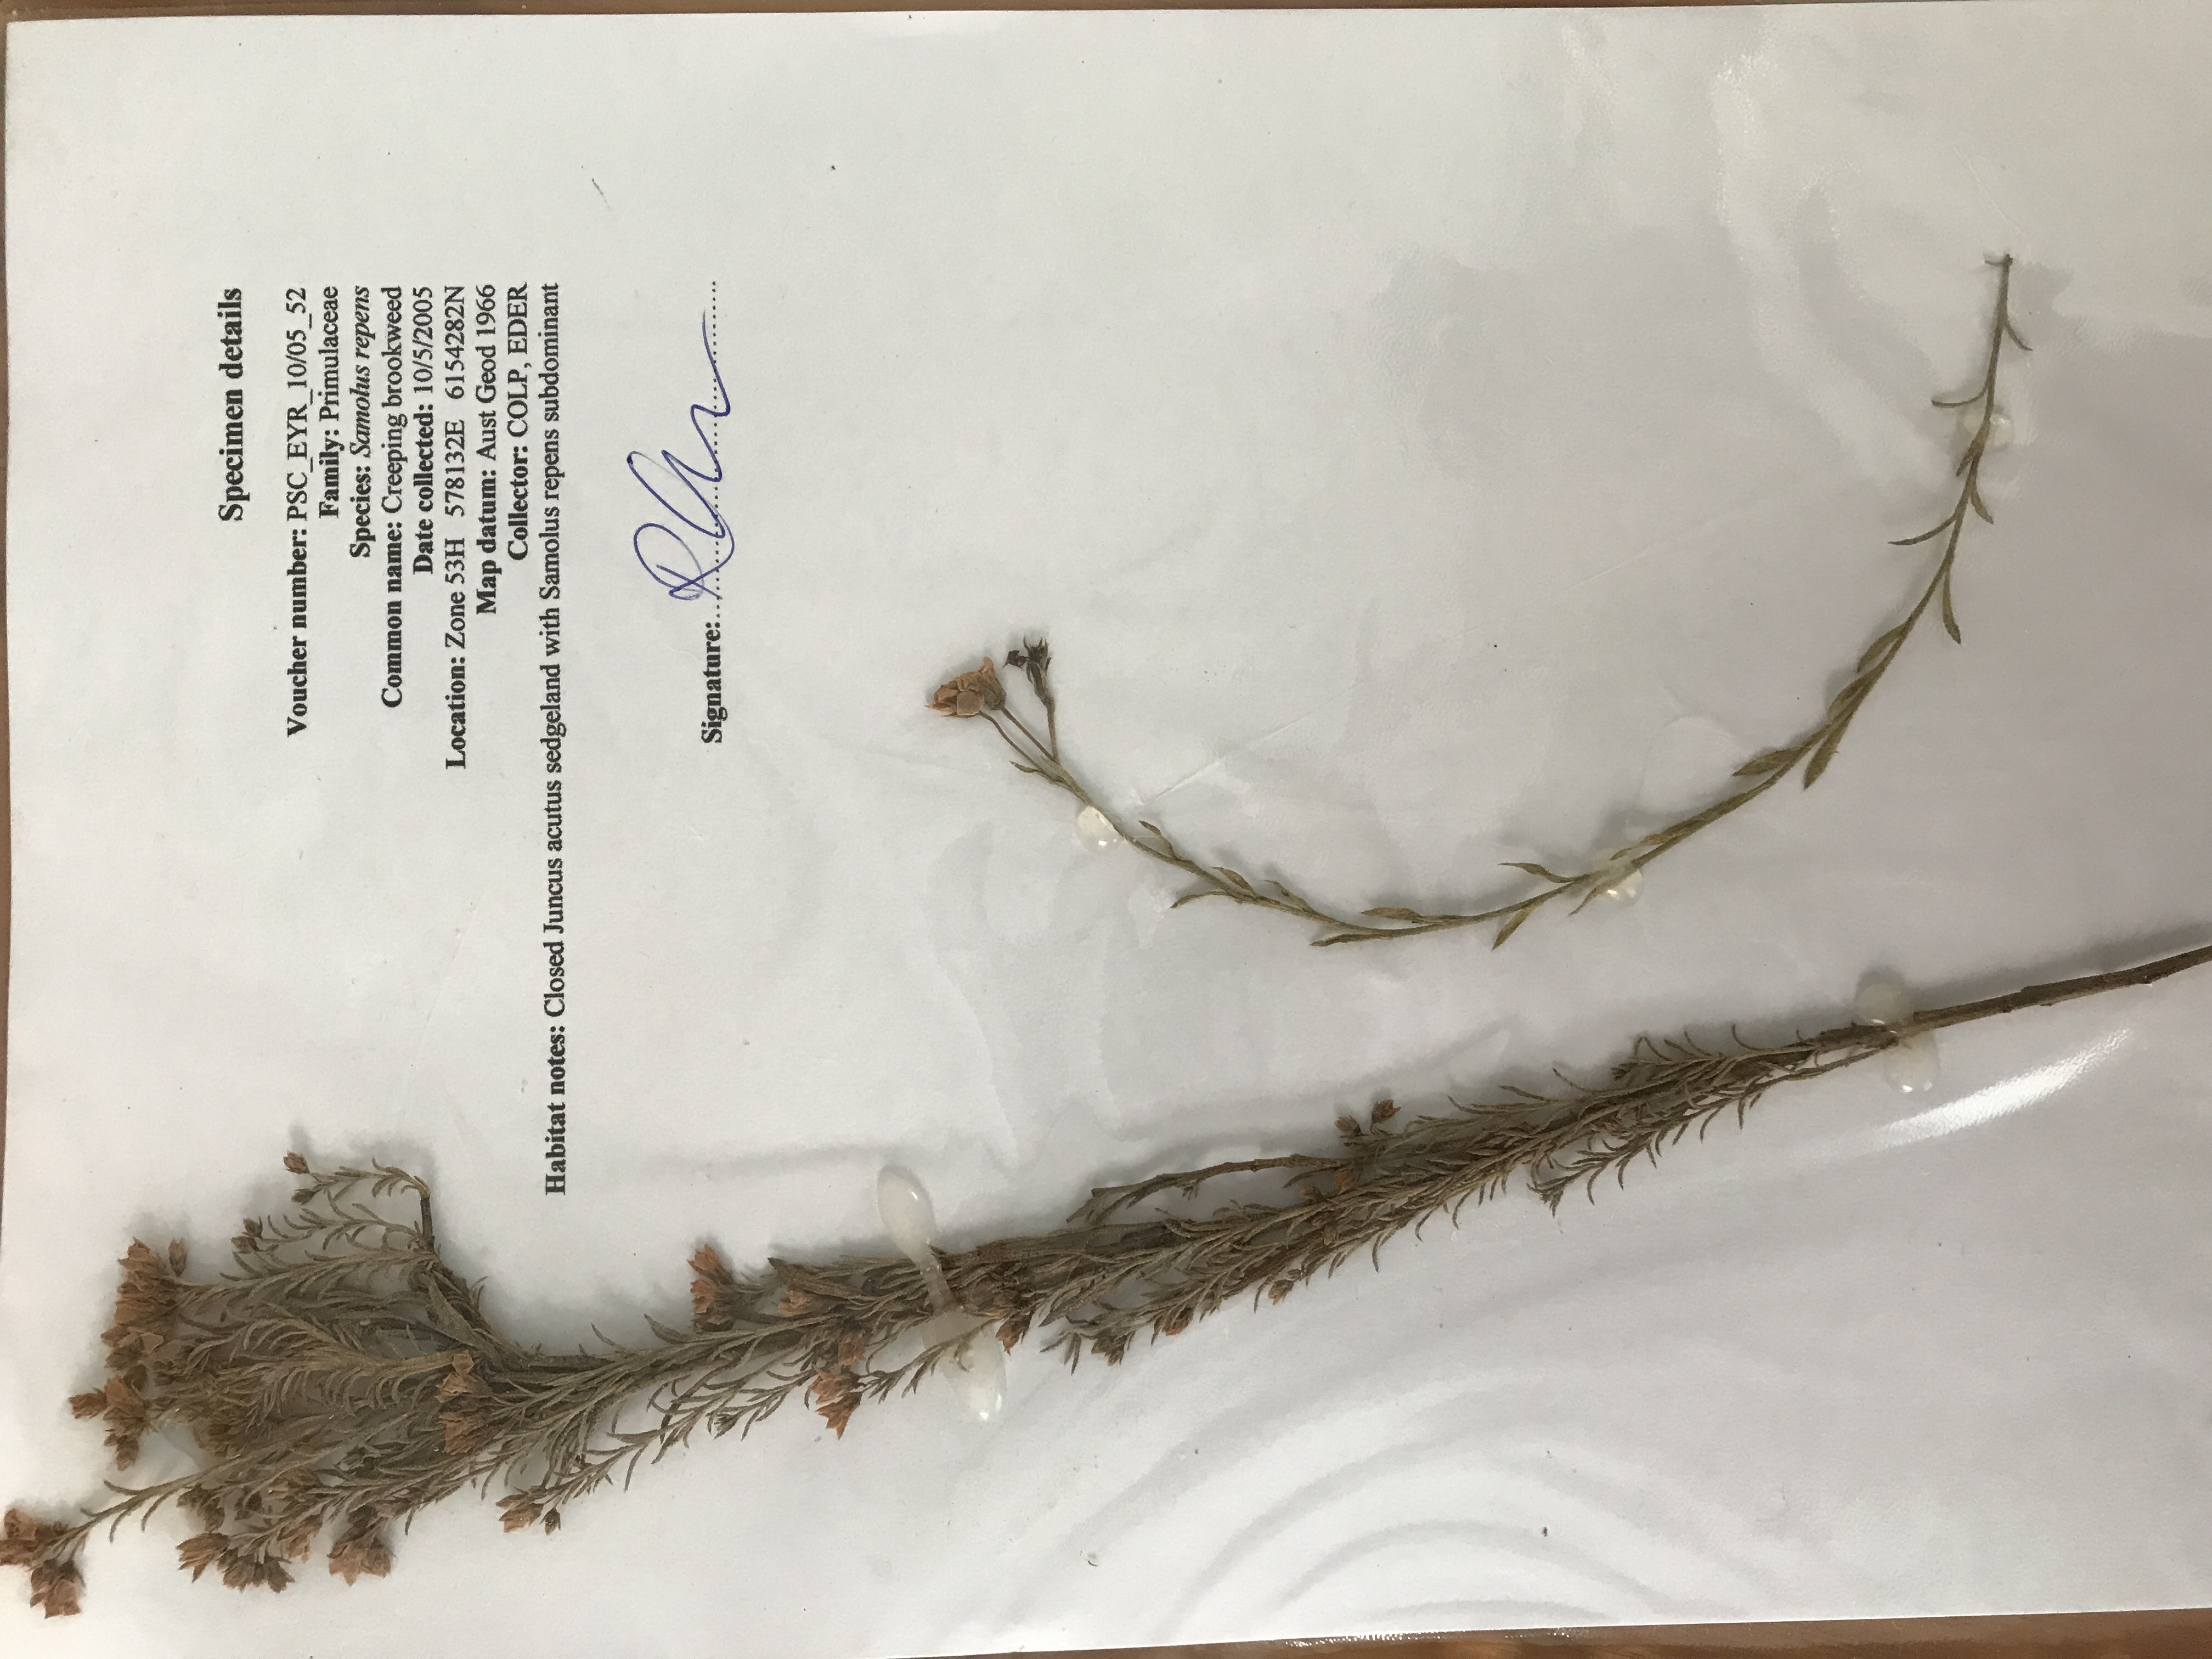 Specimen details
Voucher number: PSC_EYR_10/05_52
Family: Primulaceae
Species: Samolus repens
Common name: Creeping brookweed
Date collected: 10/5/2005
Location: Zone 53H 578132E 6154282N
Map datum: Aust Geod 1966
Collector: COLP, EDER
Habitat notes: Closed Juncus acutus sedgeland with Samolus repens subdominant
Signature: